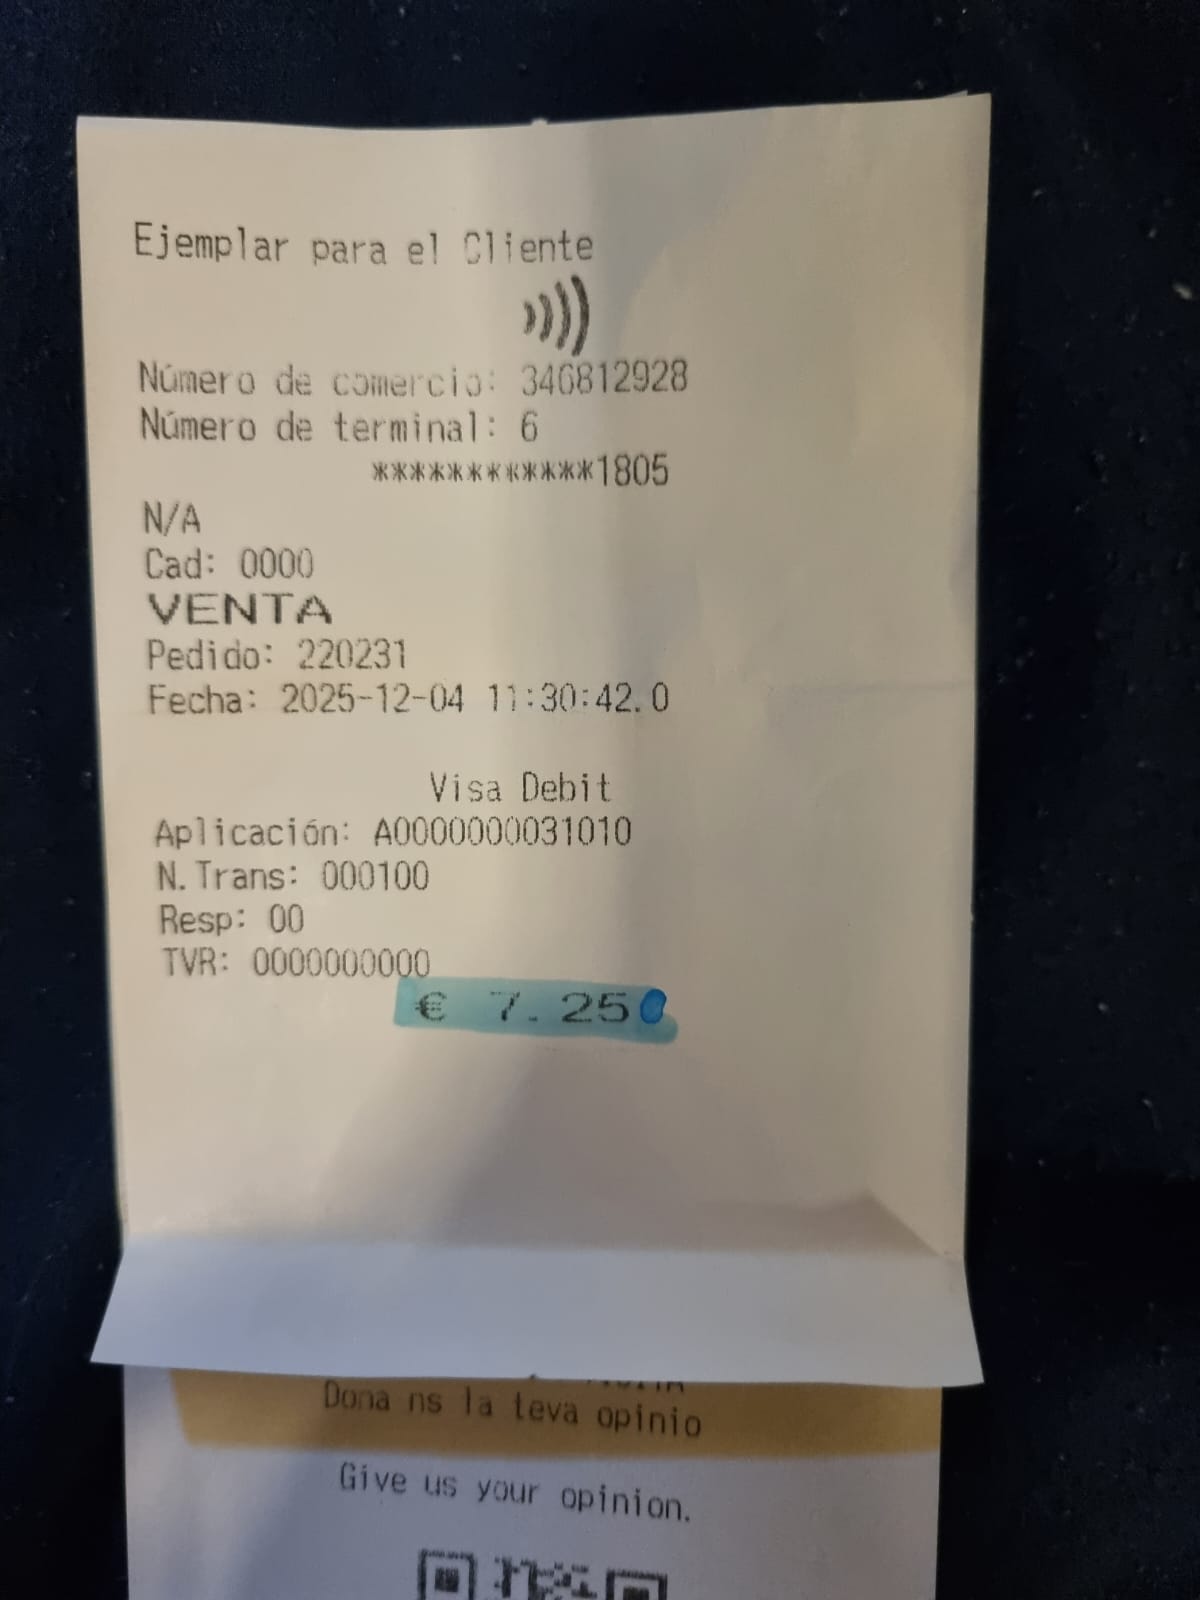 Ejemplar para el Cliente
Número de comercio: 346812928
Número de terminal: 6
************1805
N/A
Cad: 0000
VENTA
Pedido: 220231
Fecha: 2025-12-04 11:30:42.0
Visa Debit
Aplicación: A0000000031010
N.Trans: 000100
Resp: 00
TVR: 0000000000
€ 7.25
Dona ns la teva opinio
Give us your opinion.